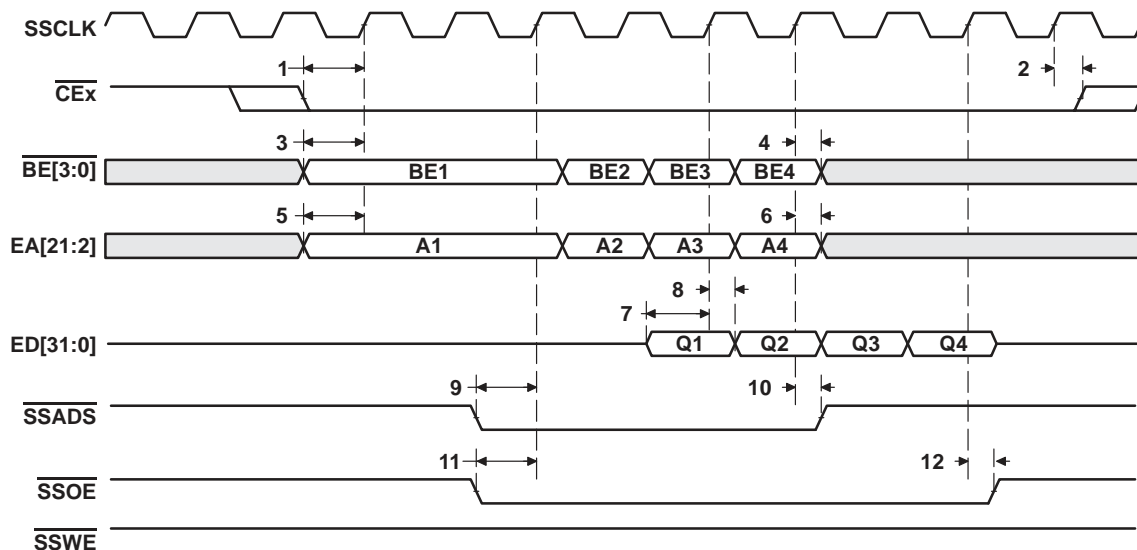 SSCLK
1
2
CEx
3
4
BE[3:0]
BE1
BE2
BE3
BE4
5
6
EA[21:2]
A1
A2
A3
A4
8
7
ED[31:0]
Q1
Q2
Q3
Q4
9
10
SSADS
11
12
SSOE
SSWE